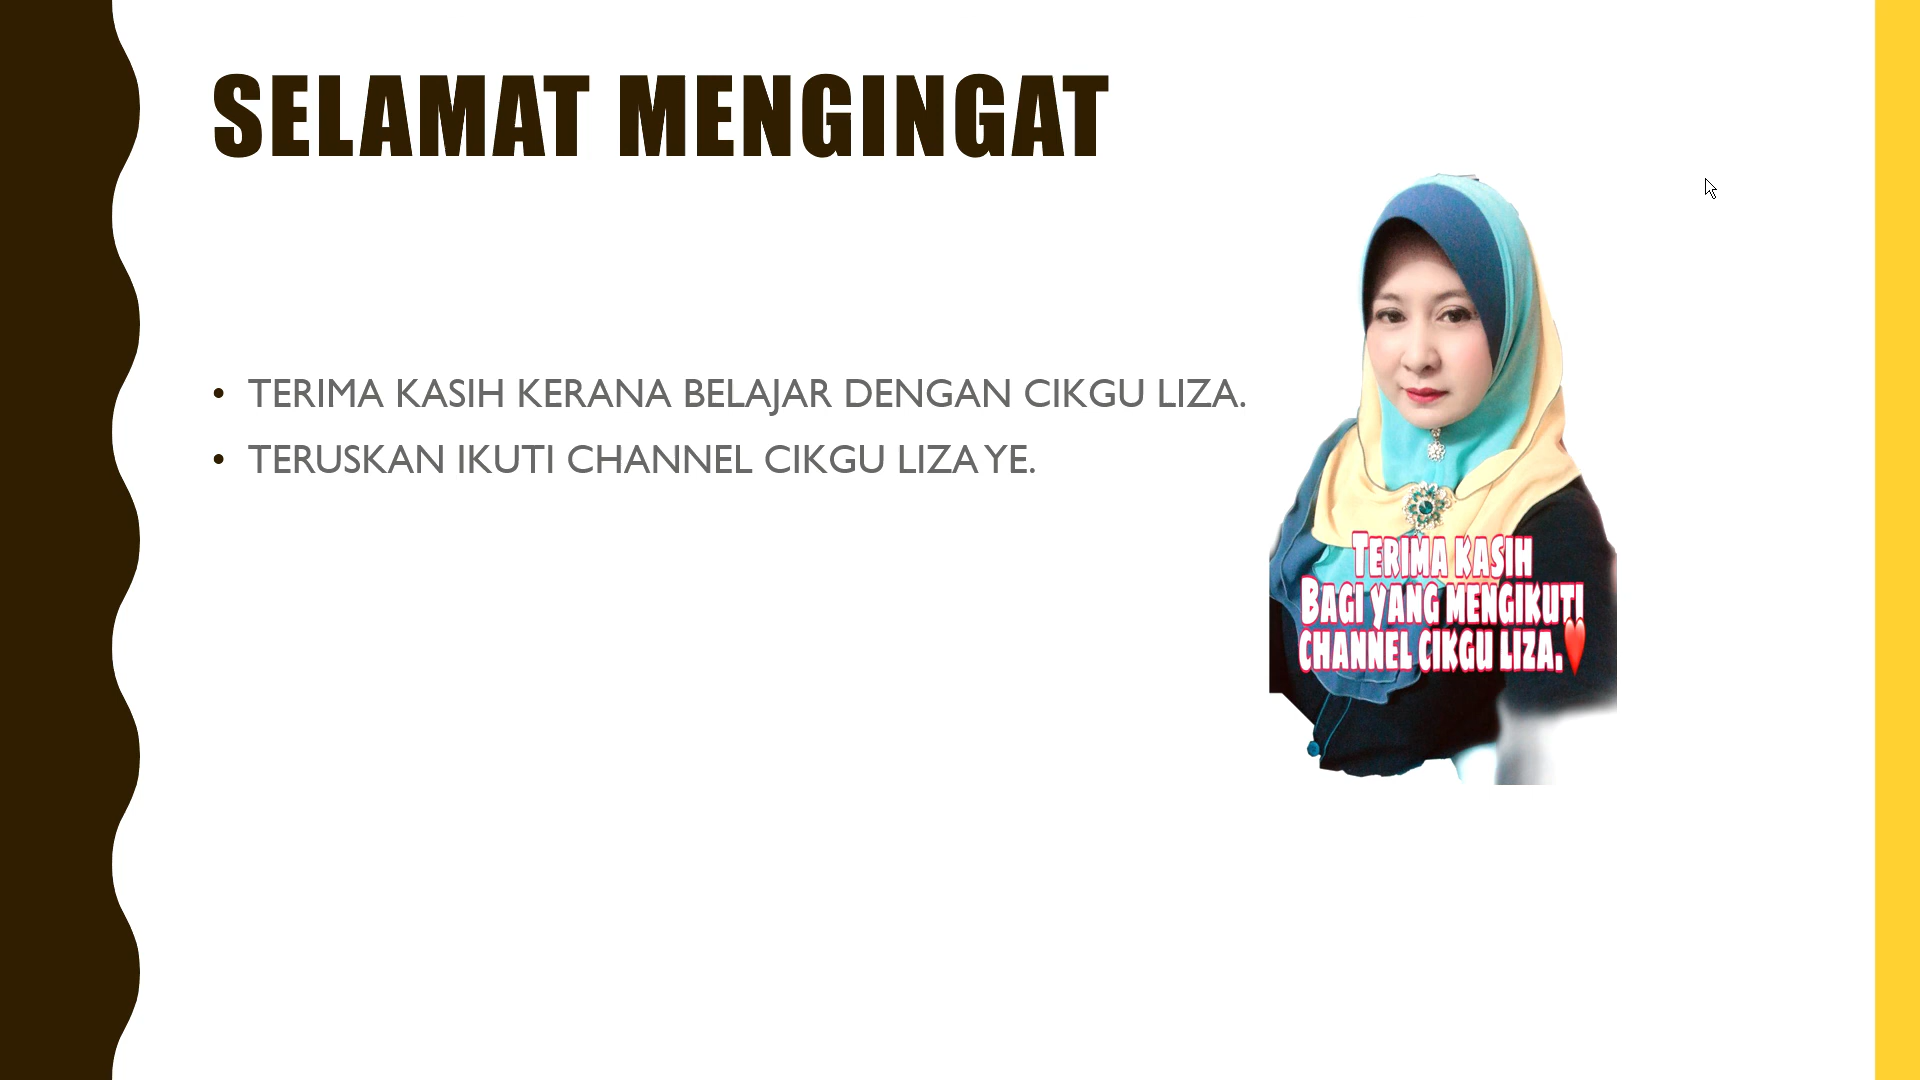 SELAMAT MENGINGAT
• TERIMA KASIH KERANA BELAJAR DENGAN CIKGU LIZA.
• TERUSKAN IKUTI CHANNEL CIKGU LIZA YE.
TERIMA KASIH
BAGI YANG MENGIKUTI
CHANNEL CIKGU LIZA.❤